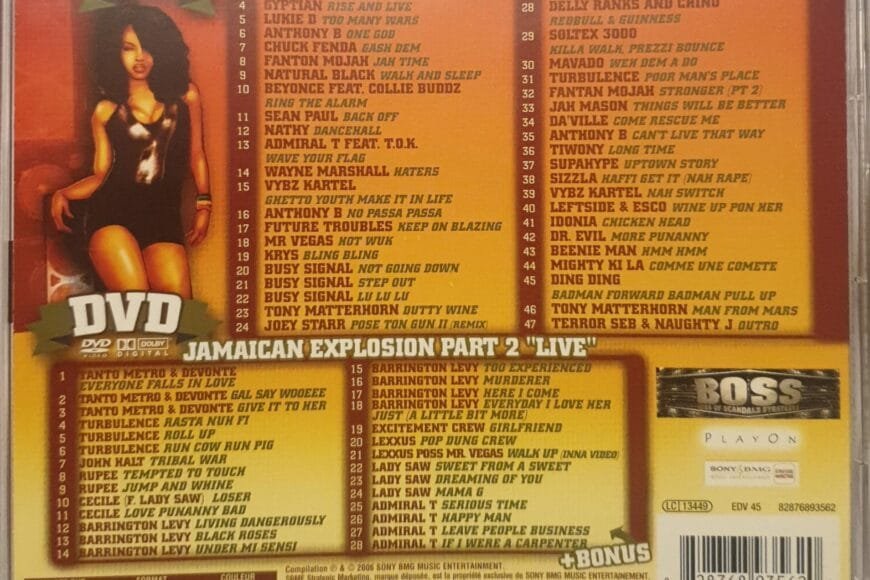 4 GYPTIAN RISE AND LIVE
5 LUKIE D TOO MANY WARS
6 ANTHONY B ONE GOD
7 CHUCK FENDA GASH DEM
8 FANTON MOJAH JAH TIME
9 NATURAL BLACK WALK AND SLEEP
10 BEYONCE FEAT. COLLIE BUDDZ
RING THE ALARM
11 SEAN PAUL BACK OFF
12 NATHY DANCEHALL
13 ADMIRAL T FEAT T.O.K.
WAVE YOUR FLAG
14 WAYNE MARSHALL HATERS
15 VYBZ KARTEL
GHETTO YOUTH MAKE IT IN LIFE
16 ANTHONY B NO PASSA PASSA
17 FUTURE TROUBLES KEEP ON BLAZING
18 MR VEGAS HOT WUK
19 KRYS BLING BLING
20 BUSY SIGNAL NOT GOING DOWN
21 BUSY SIGNAL STEP OUT
22 BUSY SIGNAL LU LU LU
23 TONY MATTERHORN DUTTY WINE
24 JOEY STARR POSE TON GUN II (REMIX)
28 DELLY RANKS AND CHINO
REDBULL & GUINNESS
29 SOLTEX 3000
KILLA WALK, PREZZI BOUNCE
30 MAVADO WEH DEM A DO
31 TURBULENCE POOR MAN'S PLACE
32 FANTAN MOJAH STRONGER (PT 2)
33 JAH MASON THINGS WILL BE BETTER
34 DA'VILLE COME RESCUE ME
35 ANTHONY B CAN'T LIVE THAT WAY
36 TIWONY LONG TIME
37 SUPAHYPE UPTOWN STORY
38 SIZZLA HAFFI GET IT (NAH RAPE)
39 VYBZ KARTEL NAH SWITCH
40 LEFTSIDE & ESCO WINE UP PON HER
41 IDONIA CHICKEN HEAD
42 DR. EVIL MORE PUNANNY
43 BEENIE MAN HMM HMM
44 MIGHTY KI LA COMME UNE COMETE
45 DING DING
BADMAN FORWARD BADMAN PULL UP
46 TONY MATTERHORN MAN FROM MARS
47 TERROR SEB & NAUGHTY J OUTRO
DVD
DVD VIDEO DOLBY DIGITAL
JAMAICAN EXPLOSION PART 2 "LIVE"
1 TANTO METRO & DEVONTE
EVERYONE FALLS IN LOVE
2 TANTO METRO & DEVONTE GAL SAY WOOEEE
3 TANTO METRO & DEVONTE GIVE IT TO HER
4 TURBULENCE RASTA NUH FI
5 TURBULENCE ROLL UP
6 TURBULENCE RUN COW RUN PIG
7 JOHN HALT TRIBAL WAR
8 RUPEE TEMPTED TO TOUCH
9 RUPEE JUMP AND WHINE
10 CECILE (F. LADY SAW) LOSER
11 CECILE LOVE PUNANNY BAD
12 BARRINGTON LEVY LIVING DANGEROUSLY
13 BARRINGTON LEVY BLACK ROSES
14 BARRINGTON LEVY UNDER MI SENSI
15 BARRINGTON LEVY TOO EXPERIENCED
16 BARRINGTON LEVY MURDERER
17 BARRINGTON LEVY HERE I COME
18 BARRINGTON LEVY EVERYDAY I LOVE HER
JUST (A LITTLE BIT MORE)
19 EXCITEMENT CREW GIRLFRIEND
20 LEXXUS POP DUNG CREW
21 LEXXUS POSS MR. VEGAS WALK UP (INNA VIDEO)
22 LADY SAW SWEET FROM A SWEET
23 LADY SAW DREAMING OF YOU
24 LADY SAW MAMA G
25 ADMIRAL T SERIOUS TIME
26 ADMIRAL T HAPPY MAN
27 ADMIRAL T LEAVE PEOPLE BUSINESS
28 ADMIRAL T IF I WERE A CARPENTER
+BONUS
BOSS
PLAYON
SONY BMG
LC 13449 EDV 45 82876893562
Compilation ℗ & © 2006 SONY BMG MUSIC ENTERTAINMENT.
SBME Strategic Marketing, marque déposée, est la propriété exclusive de SONY BMG MUSIC ENTERTAINMENT.
FORMAT COULEUR